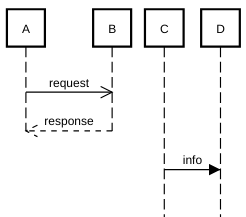 A B C D
request
response
info